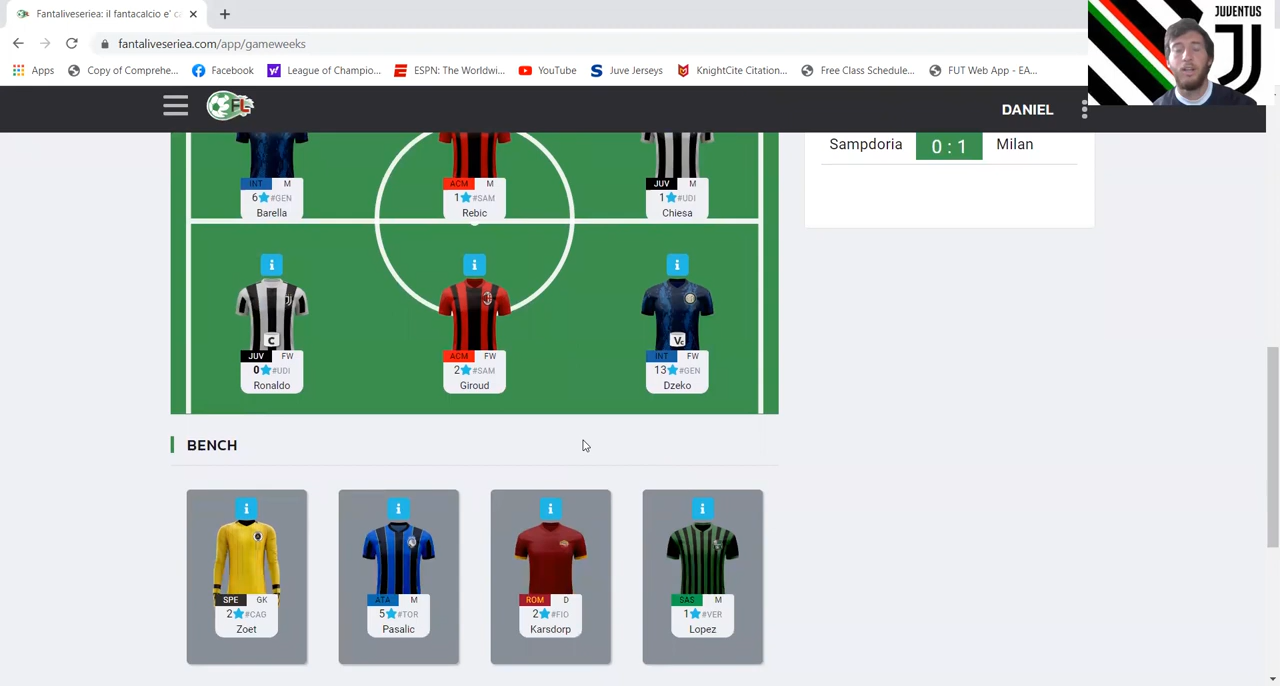 Fantaliveseriea: il fantacalcio e' ca
fantaliveseriea.com/app/gameweeks
Apps Copy of Comprehe... Facebook League of Champio... ESPN: The Worldwi... YouTube Juve Jerseys KnightCite Citation... Free Class Schedule... FUT Web App - EA...
JUVENTUS
FL
DANIEL
Sampdoria 0 : 1 Milan
INT M ACM M JUV M
6 #GEN 1 #SAM 1 #UDI
Barella Rebic Chiesa
i i i
C Vc
JUV FW ACM FW INT FW
0 #UDI 2 #SAM 13 #GEN
Ronaldo Giroud Dzeko
BENCH
i i i i
SPE GK ATA M ROM D SAS M
2 #CAG 5 #TOR 2 #FIO 1 #VER
Zoet Pasalic Karsdorp Lopez